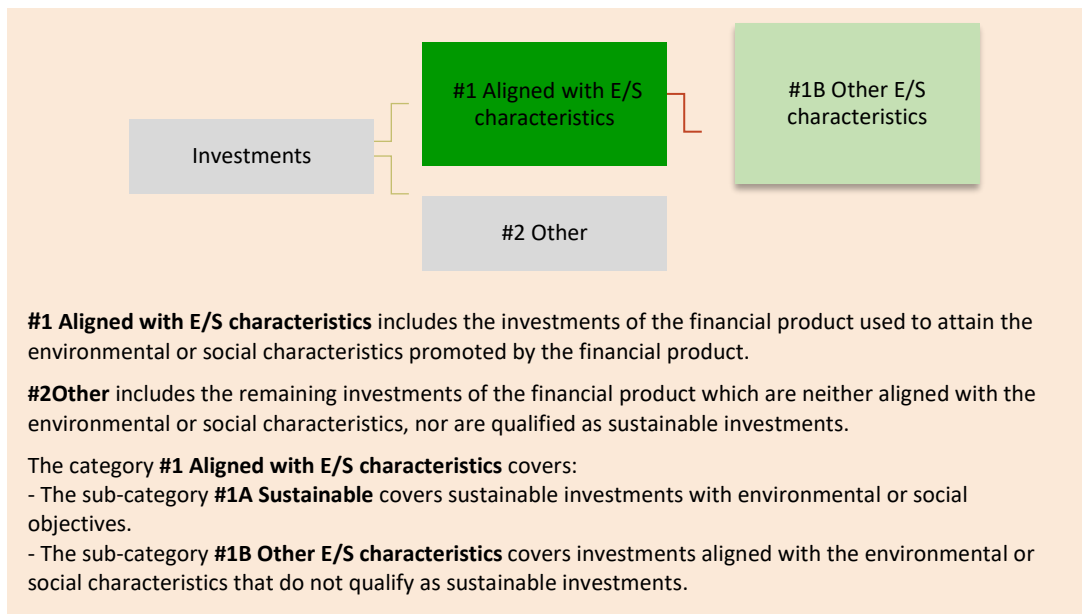 #1 Aligned with E/S
characteristics
#1B Other E/S
characteristics
Investments
#2 Other
#1 Aligned with E/S characteristics includes the investments of the financial product used to attain the
environmental or social characteristics promoted by the financial product.
#2Other includes the remaining investments of the financial product which are neither aligned with the
environmental or social characteristics, nor are qualified as sustainable investments.
The category #1 Aligned with E/S characteristics covers:
- The sub-category #1A Sustainable covers sustainable investments with environmental or social
objectives.
- The sub-category #1B Other E/S characteristics covers investments aligned with the environmental or
social characteristics that do not qualify as sustainable investments.